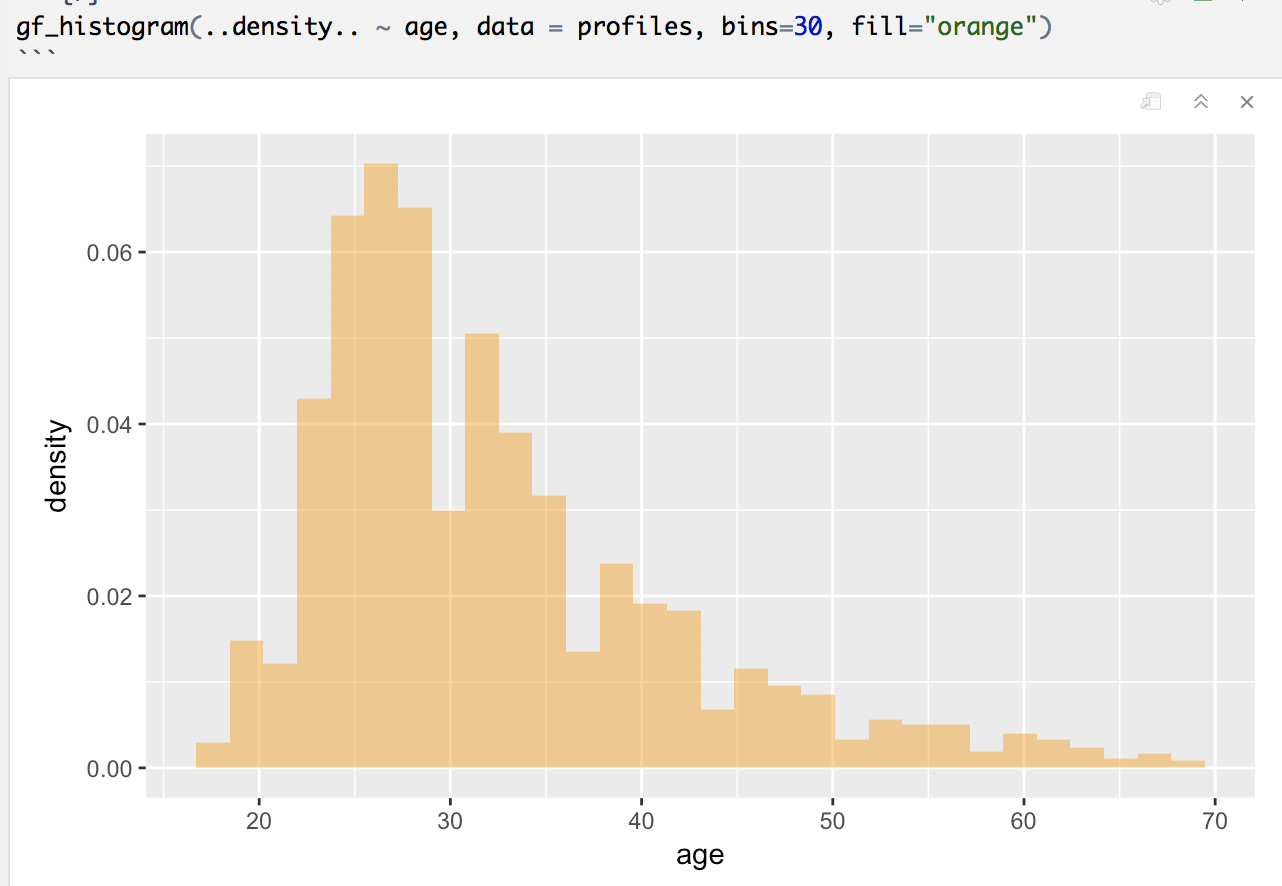 gf_histogram(..density.. ~ age, data = profiles, bins=30, fill="orange")
```
0.06
0.04
0.02
0.00
density
20 30 40 50 60 70
age